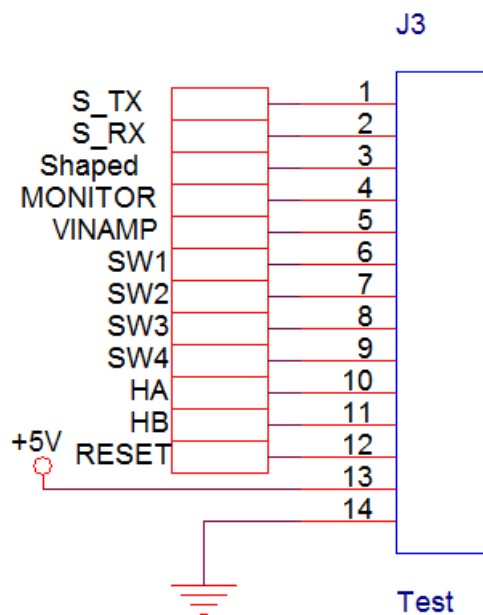 J3
S_TX 1
S_RX 2
Shaped 3
MONITOR 4
VINAMP 5
SW1 6
SW2 7
SW3 8
SW4 9
HA 10
HB 11
RESET 12
+5V 13
14
Test